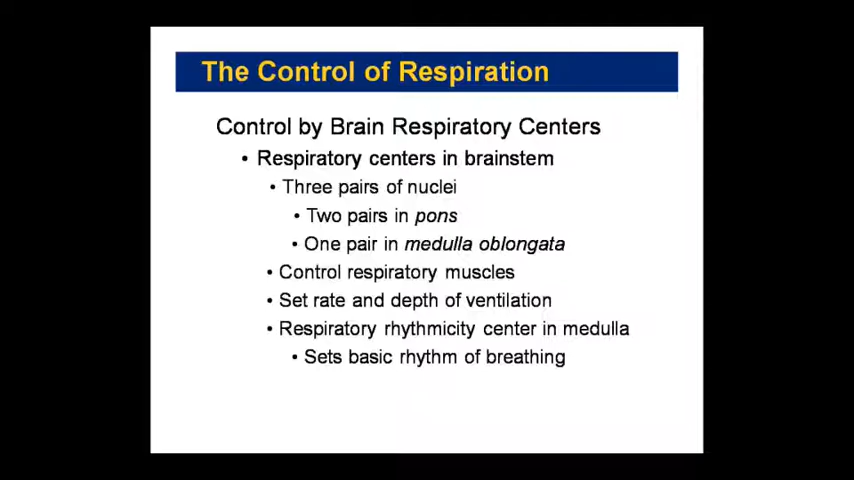 The Control of Respiration
Control by Brain Respiratory Centers
• Respiratory centers in brainstem
• Three pairs of nuclei
• Two pairs in pons
• One pair in medulla oblongata
• Control respiratory muscles
• Set rate and depth of ventilation
• Respiratory rhythmicity center in medulla
• Sets basic rhythm of breathing